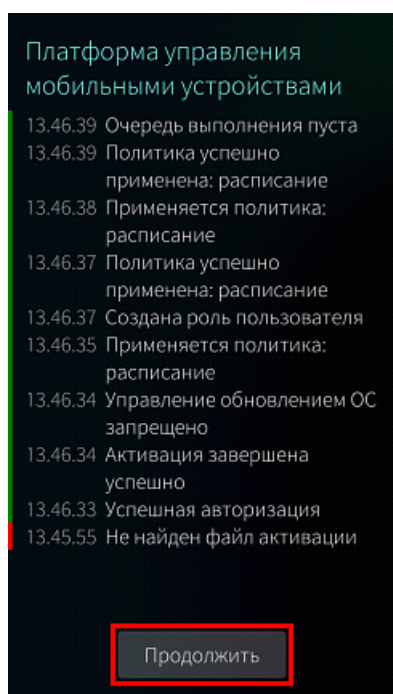 Платформа управления
мобильными устройствами
13.46.39 Очередь выполнения пуста
13.46.39 Политика успешно
применена: расписание
13.46.38 Применяется политика:
расписание
13.46.37 Политика успешно
применена: расписание
13.46.37 Создана роль пользователя
13.46.35 Применяется политика:
расписание
13.46.34 Управление обновлением ОС
запрещено
13.46.34 Активация завершена
успешно
13.46.33 Успешная авторизация
13.45.55 Не найден файл активации
Продолжить